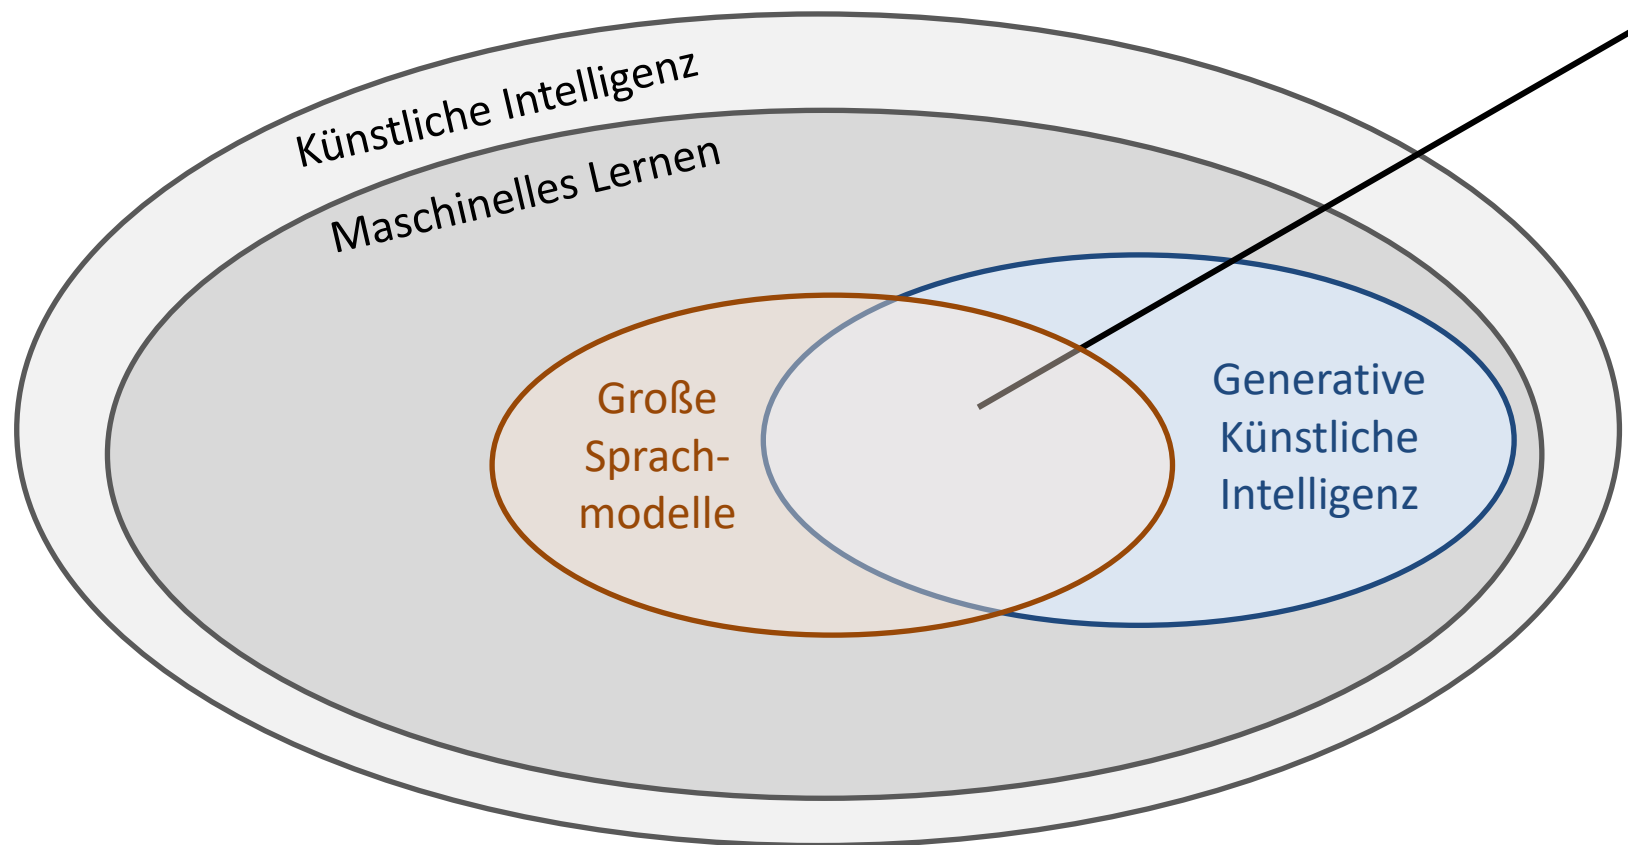 Künstliche Intelligenz
Maschinelles Lernen
Große
Sprach-
modelle
Generative
Künstliche
Intelligenz